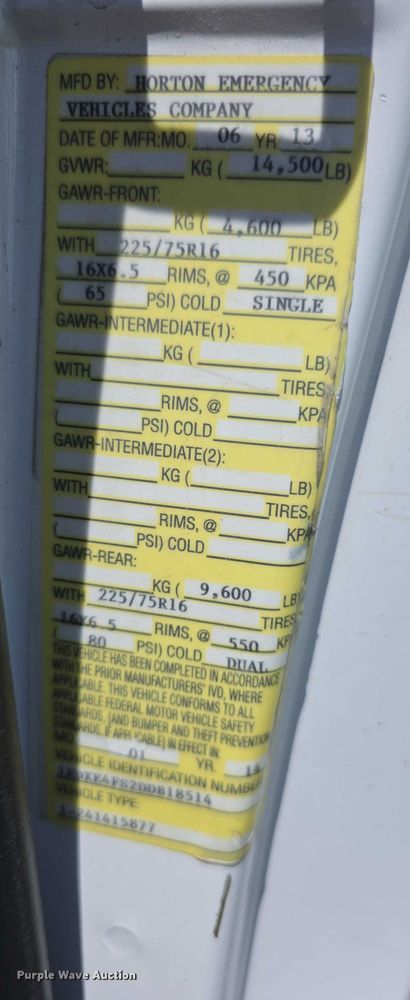 MFD BY: HORTON EMERGENCY
VEHICLES COMPANY
DATE OF MFR:MO. 06 YR 13
GVWR: KG ( 14,500 LB)
GAWR-FRONT:
KG ( 4,600 LB)
WITH 225/75R16 TIRES,
16X6.5 RIMS, @ 450 KPA
( 65 PSI) COLD SINGLE
GAWR-INTERMEDIATE(1):
KG ( LB)
WITH TIRES
RIMS, @ KPA
( PSI) COLD
GAWR-INTERMEDIATE(2):
KG ( LB)
WITH TIRES,
RIMS, @ KPA
( PSI) COLD
GAWR-REAR:
KG ( 9,600 LB)
WITH 225/75R16 TIRES
16X6.5 RIMS, @ 550 KP
( 80 PSI) COLD DUAL
THIS VEHICLE HAS BEEN COMPLETED IN ACCORDANCE
WITH THE PRIOR MANUFACTURERS' IVD, WHERE
APPLICABLE. THIS VEHICLE CONFORMS TO ALL
APPLICABLE FEDERAL MOTOR VEHICLE SAFETY
STANDARDS, [AND BUMPER AND THEFT PREVENTION
STANDARDS, IF APPLICABLE] IN EFFECT IN:
MO. 01 YR. 14
VEHICLE IDENTIFICATION NUMBER
1FDXE4FS2DDB18514
VEHICLE TYPE
1-241415877
Purple Wave Auction